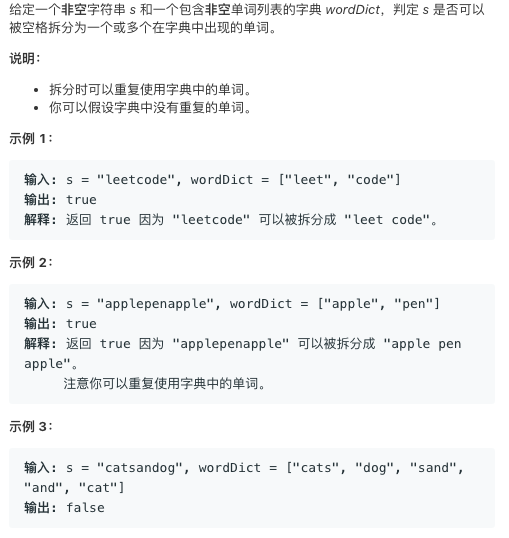 给定一个非空字符串 s 和一个包含非空单词列表的字典 wordDict，判定 s 是否可以
被空格拆分为一个或多个在字典中出现的单词。
说明：
• 拆分时可以重复使用字典中的单词。
• 你可以假设字典中没有重复的单词。
示例 1：
输入: s = "leetcode", wordDict = ["leet", "code"]
输出: true
解释: 返回 true 因为 "leetcode" 可以被拆分成 "leet code"。
示例 2：
输入: s = "applepenapple", wordDict = ["apple", "pen"]
输出: true
解释: 返回 true 因为 "applepenapple" 可以被拆分成 "apple pen
apple"。
注意你可以重复使用字典中的单词。
示例 3：
输入: s = "catsandog", wordDict = ["cats", "dog", "sand",
"and", "cat"]
输出: false